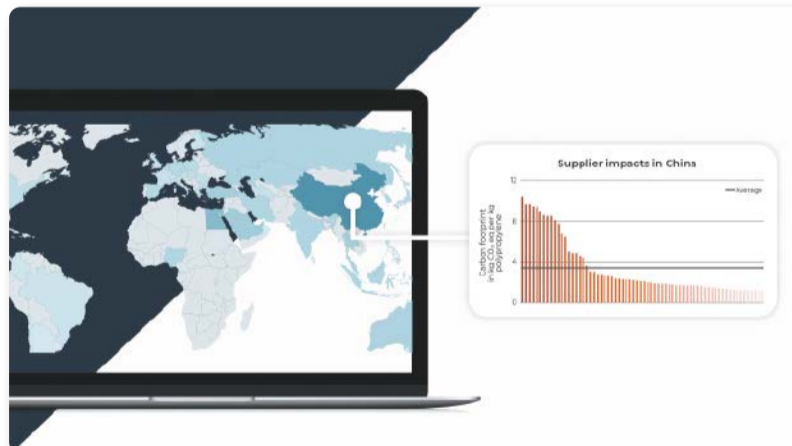 Supplier impacts in China
12
Average
8
4
0
Carbon footprint
in kg CO₂ eq per kg
polypropylene